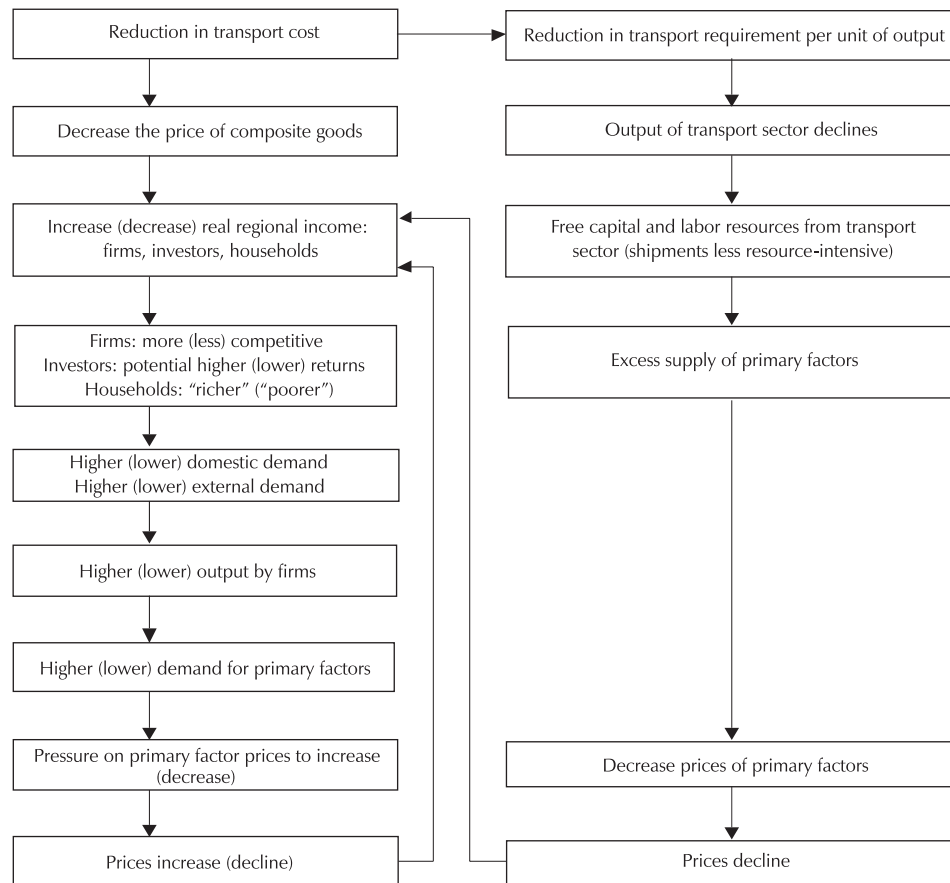 Reduction in transport cost
Decrease the price of composite goods
Increase (decrease) real regional income:
firms, investors, households
Firms: more (less) competitive
Investors: potential higher (lower) returns
Households: “richer” (“poorer”)
Higher (lower) domestic demand
Higher (lower) external demand
Higher (lower) output by firms
Higher (lower) demand for primary factors
Pressure on primary factor prices to increase
(decrease)
Prices increase (decline)
Reduction in transport requirement per unit of output
Output of transport sector declines
Free capital and labor resources from transport
sector (shipments less resource-intensive)
Excess supply of primary factors
Decrease prices of primary factors
Prices decline